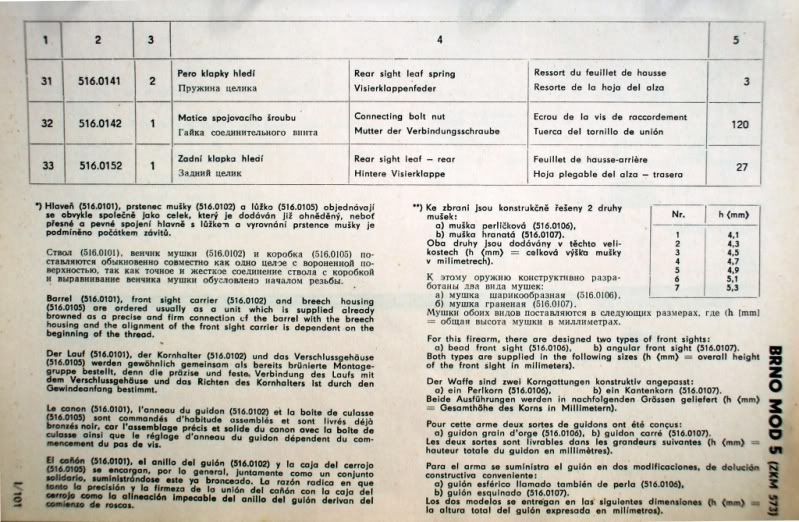 1 2 3 4 5
31 516.0141 2 Pero klapky hledí Rear sight leaf spring Ressort du feuillet de hausse 3
Пружина целика Visierklappenfeder Resorte de la hoja del alza
32 516.0142 1 Matice spojovacího šroubu Connecting bolt nut Ecrou de la vis de raccordement 120
Гайка соединительного винта Mutter der Verbindungsschraube Tuerca del tornillo de unión
33 516.0152 1 Zadní klapka hledí Rear sight leaf – rear Feuillet de hausse-arrière 27
Задний целик Hintere Visierklappe Hoja plegable del alza – trasera
*) Hlaveň (516.0101), prstenec mušky (516.0102) a lůžka (516.0105) objednávají
se obvykle společně jako celek, který je dodáván již ohněděný, neboť
přesné a pevné spojení hlavně s lůžkem a vyrovnání prstence mušky je
podmíněno počátkem závitů.
Ствол (516.0101), венчик мушки (516.0102) и коробка (516.0105) по-
ставляются обыкновенно совместно как одно целое с вороненной по-
верхностью, так как точное и жесткое соединение ствола с коробкой
и выравнивание венчика мушки обусловлено началом резьбы.
Barrel (516.0101), front sight carrier (516.0102) and breech housing
(516.0105) are ordered usually as a unit which is supplied already
browned as a precise and firm connection of the barrel with the breech
housing and the alignment of the front sight carrier is dependent on the
beginning of the thread.
Der Lauf (516.0101), der Kornhalter (516.0102) und das Verschlussgehäuse
(516.0105) werden gewöhnlich gemeinsam als bereits brünierte Montage-
gruppe bestellt, denn die präzise und feste Verbindung des Laufs mit
dem Verschlussgehäuse und das Richten des Kornhalters ist durch den
Gewindeanfang bestimmt.
Le canon (516.0101), l'anneau du guidon (516.0102) et la boîte de culasse
(516.0105) sont commandés d'habitude assemblés et sont livrés déjà
bronzés noir, car l'assemblage précis et solide du canon avec la boîte de
culasse ainsi que le réglage d'anneau du guidon dépendent du com-
mencement du pas de vis.
El cañón (516.0101), el anillo del guión (516.0102) y la caja del cerrojo
(516.0105) se encargan, por lo general, juntamente como un conjunto
solidario, suministrándose este ya bronceado. La razón radica en que
tanto la precisión y la firmeza de la unión del cañón con la caja del
cerrojo como la alineación impecable del anillo del guión derivan del
comienzo de roscas.
**) Ke zbrani jsou konstrukčně řešeny 2 druhy
mušek:
a) muška perličková (516.0106),
b) muška hranatá (516.0107).
Oba druhy jsou dodávány v těchto veli-
kostech (h (mm) = celková výška mušky
v milimetrech).
К этому оружию конструктивно разра-
ботаны два вида мушек:
а) мушка шарикообразная (516.0106).
б) мушка граненая (516.0107).
Мушки обоих видов поставляются в следующих размерах, где (h [mm]
= общая высота мушки в миллиметрах.
Nr. h (mm)
1 4,1
2 4,3
3 4,5
4 4,7
5 4,9
6 5,1
7 5,3
For this firearm, there are designed two types of front sights:
a) bead front sight (516.0106), b) angular front sight (516.0107).
Both types are supplied in the following sizes (h (mm) = overall height
of the front sight in milimeters).
Der Waffe sind zwei Korngattungen konstruktiv angepasst:
a) ein Perlkorn (516.0106), b) ein Kantenkorn (516.0107).
Beide Ausführungen werden in nachfolgenden Grössen geliefert (h (mm)
= Gesamthöhe des Korns in Millimetern).
Pour cette arme deux sortes de guidons ont été conçus:
a) guidon grain d'orge (516.0106), b) guidon carré (516.0107).
Les deux sortes sont livrables dans les grandeurs suivantes (h (mm) =
hauteur totale du guidon en millimètres).
Para el arma se suministra el guión en dos modificaciones, de dolución
constructiva conveniente:
a) guión esférico llamado también de perla (516.0106),
b) guión esquinado (516.0107).
Los dos modelos se entregan en las siguientes dimensiones (h (mm) =
la altura total del guión expresada en milímetros).
BRNO MOD 5 (ZKM 573)
I/101